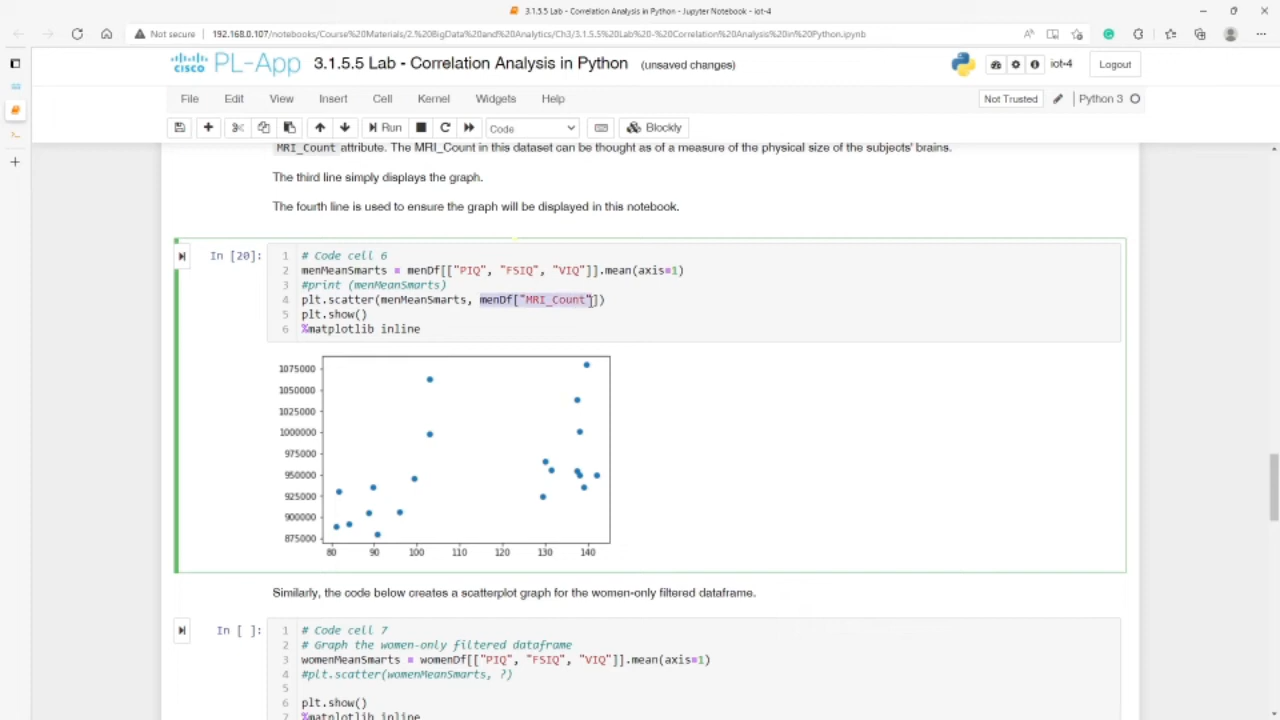 3.1.5.5 Lab - Correlation Analysis in Python - Jupyter Notebook - iot-4
Not secure 192.168.0.107/notebooks/Course%20Materials/2.%20BigData%20and%20Analytics/Ch3/3.1.5.5%20Lab%20-%20Correlation%20Analysis%20in%20Python.ipynb
CISCO PL-App 3.1.5.5 Lab - Correlation Analysis in Python (unsaved changes) iot-4 Logout
File Edit View Insert Cell Kernel Widgets Help Not Trusted Python 3
Run Code Blockly
MRI_Count attribute. The MRI_Count in this dataset can be thought as of a measure of the physical size of the subjects' brains.
The third line simply displays the graph.
The fourth line is used to ensure the graph will be displayed in this notebook.
In [20]: 1 # Code cell 6
2 menMeanSmarts = menDf[["PIQ", "FSIQ", "VIQ"]].mean(axis=1)
3 #print (menMeanSmarts)
4 plt.scatter(menMeanSmarts, menDf["MRI_Count"])
5 plt.show()
6 %matplotlib inline
1075000
1050000
1025000
1000000
975000
950000
925000
900000
875000
80 90 100 110 120 130 140
Similarly, the code below creates a scatterplot graph for the women-only filtered dataframe.
In [ ]: 1 # Code cell 7
2 # Graph the women-only filtered dataframe
3 womenMeanSmarts = womenDf[["PIQ", "FSIQ", "VIQ"]].mean(axis=1)
4 #plt.scatter(womenMeanSmarts, ?)
5
6 plt.show()
7 %matplotlib inline